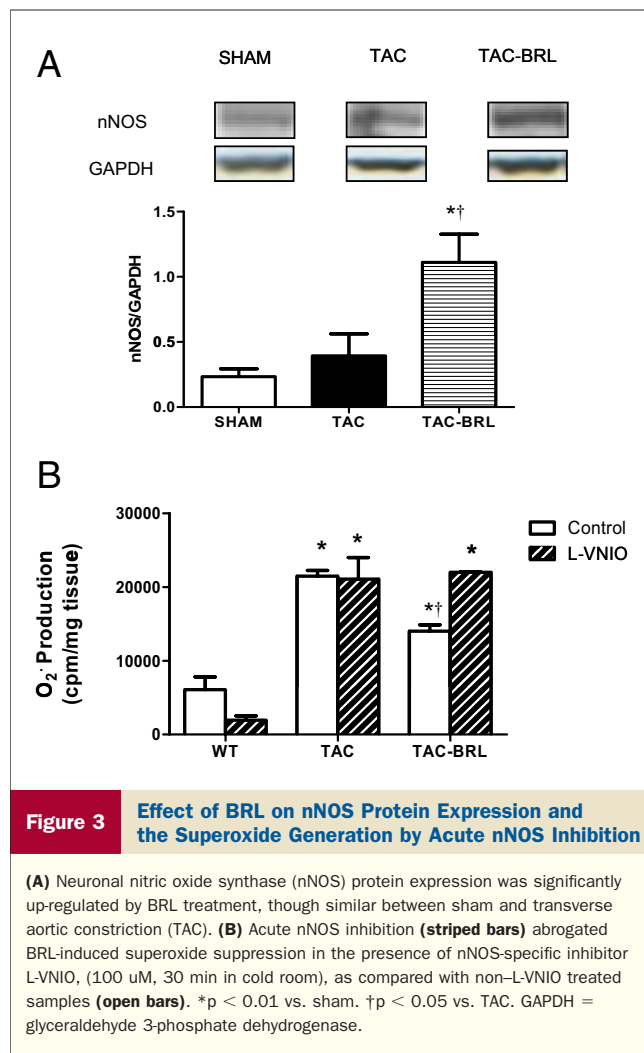 A
SHAM TAC TAC-BRL
nNOS
GAPDH
nNOS/GAPDH
1.5
1.0
0.5
0.0
*†
SHAM TAC TAC-BRL
B
O₂˙ Production
(cpm/mg tissue)
30000
20000
10000
0
* * *
*†
Control
L-VNIO
WT TAC TAC-BRL
Figure 3
Effect of BRL on nNOS Protein Expression and
the Superoxide Generation by Acute nNOS Inhibition
(A) Neuronal nitric oxide synthase (nNOS) protein expression was significantly
up-regulated by BRL treatment, though similar between sham and transverse
aortic constriction (TAC). (B) Acute nNOS inhibition (striped bars) abrogated
BRL-induced superoxide suppression in the presence of nNOS-specific inhibitor
L-VNIO, (100 uM, 30 min in cold room), as compared with non–L-VNIO treated
samples (open bars). *p < 0.01 vs. sham. †p < 0.05 vs. TAC. GAPDH =
glyceraldehyde 3-phosphate dehydrogenase.